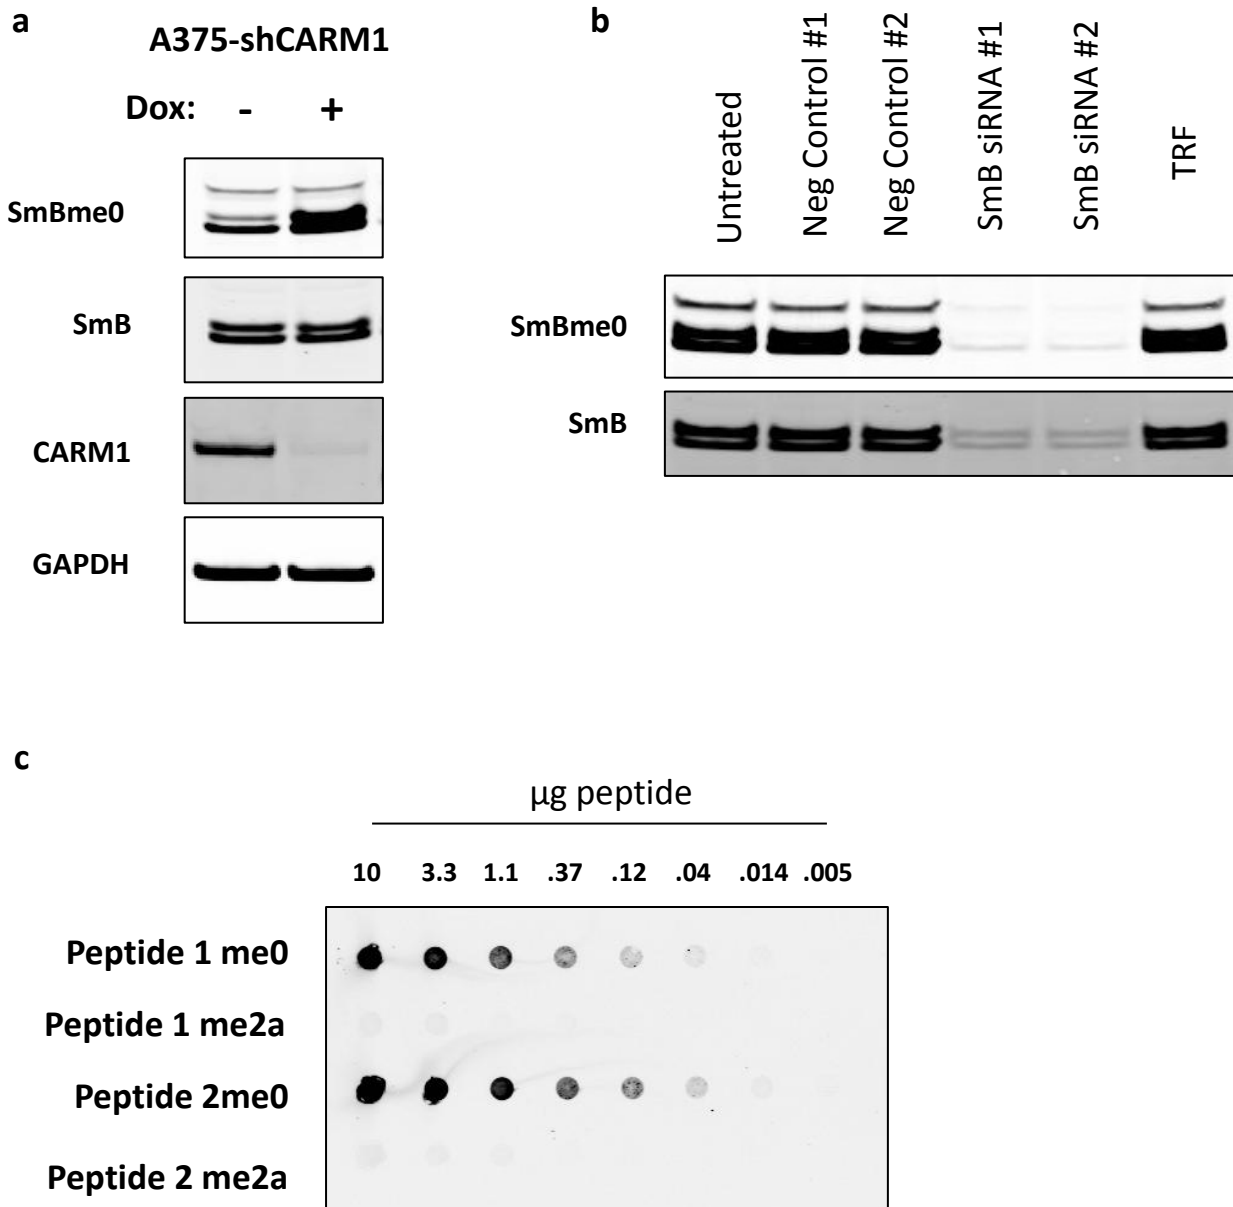 a
A375-shCARM1
Dox: - +
SmBme0
SmB
CARM1
GAPDH
b
Untreated
Neg Control #1
Neg Control #2
SmB siRNA #1
SmB siRNA #2
TRF
SmBme0
SmB
c
µg peptide
10 3.3 1.1 .37 .12 .04 .014 .005
Peptide 1 me0
Peptide 1 me2a
Peptide 2me0
Peptide 2 me2a